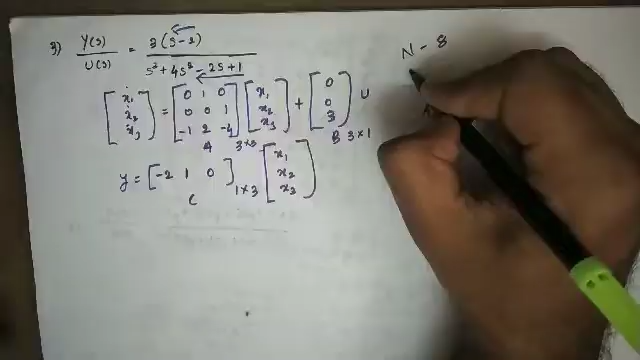 3) Y(s)/U(s) = 3(s-2)/(s³+4s²-2s+1)
[ẋ1 ẋ2 ẋ3] = [0 1 0 0 0 1 -1 2 -4] [x1 x2 x3] + [0 0 3] U
A 3×3 B 3×1
y = [-2 1 0] 1×3 [x1 x2 x3]
C
N - 8